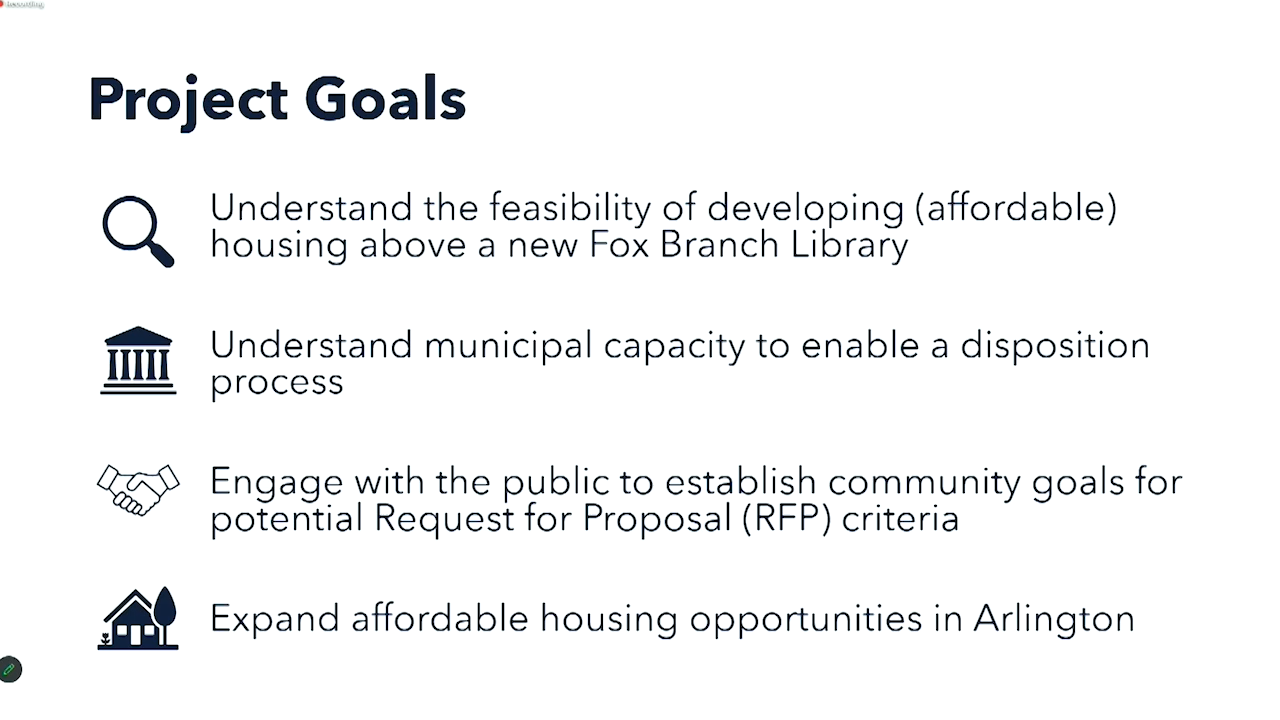 Project Goals
Understand the feasibility of developing (affordable)
housing above a new Fox Branch Library
Understand municipal capacity to enable a disposition
process
Engage with the public to establish community goals for
potential Request for Proposal (RFP) criteria
Expand affordable housing opportunities in Arlington